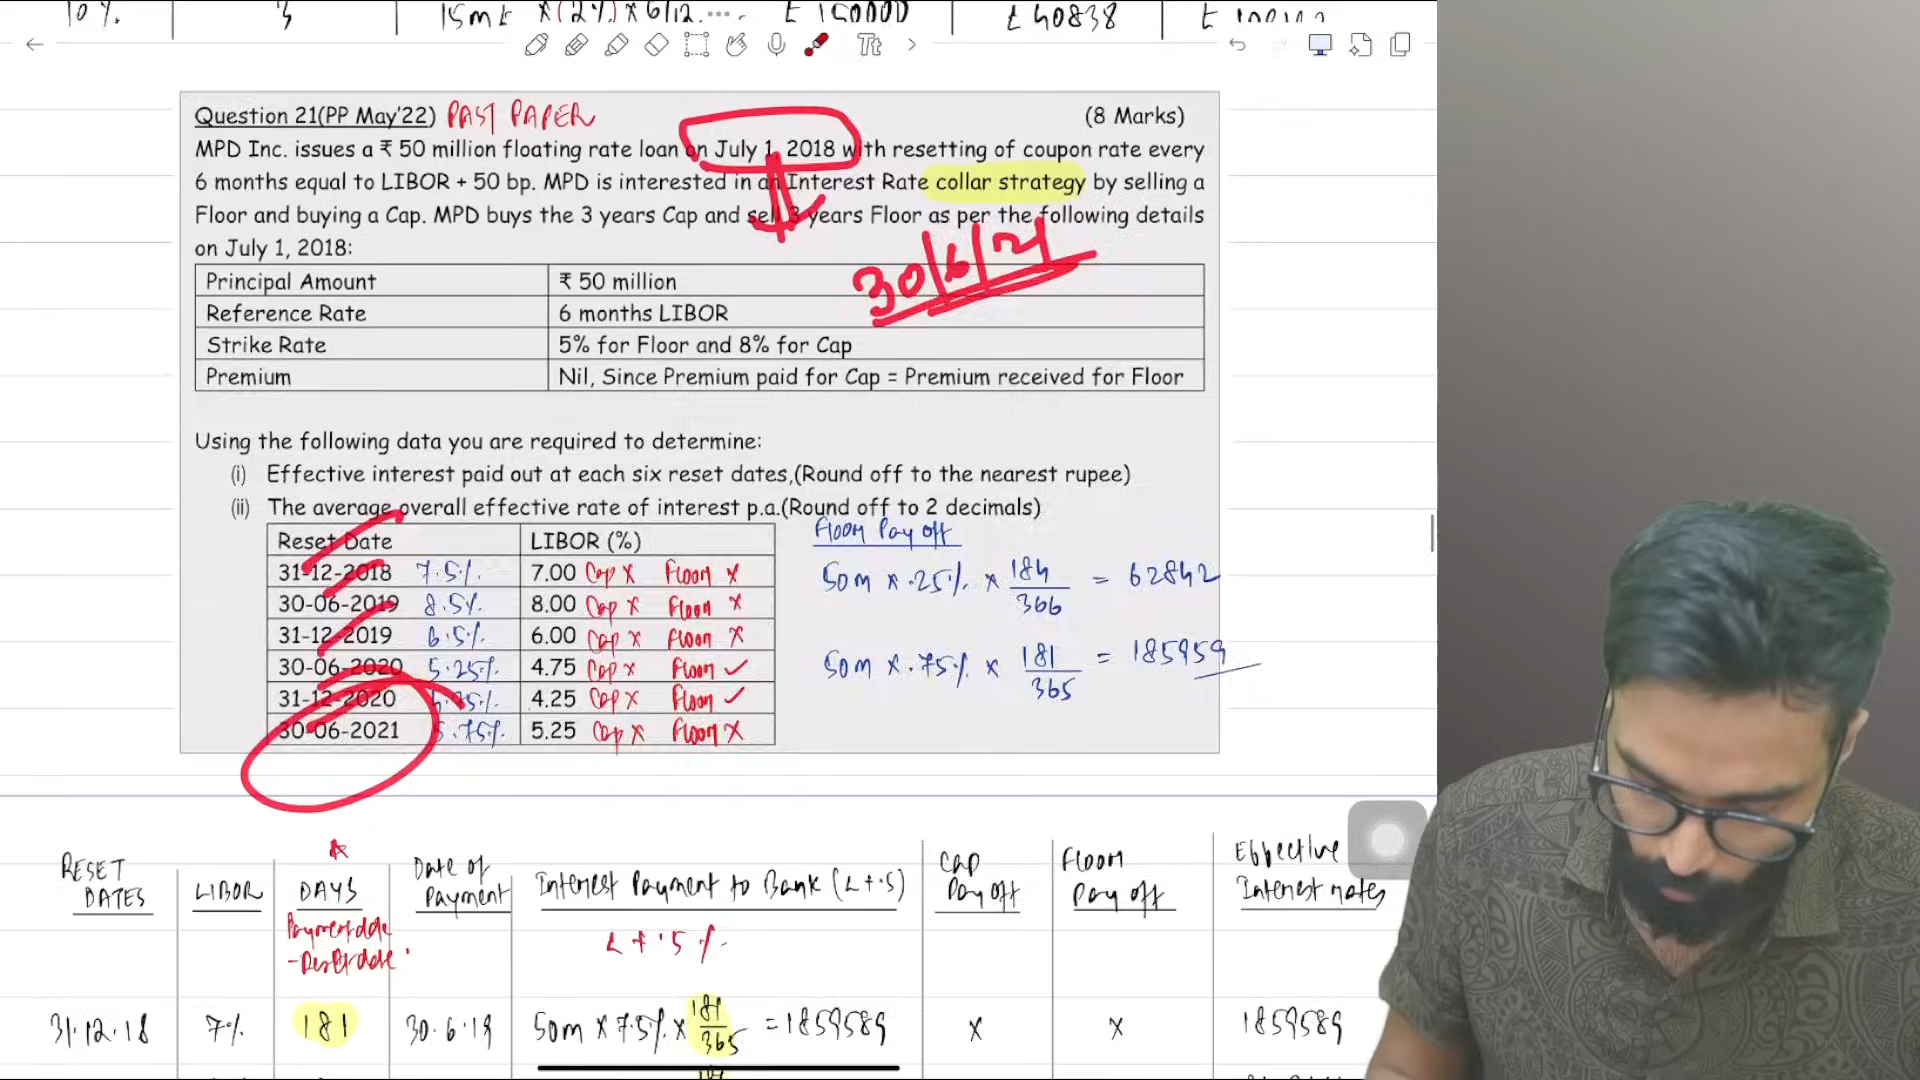 10%
3
Question 21(PP May'22) PAST PAPER (8 Marks)
MPD Inc. issues a ₹ 50 million floating rate loan on July 1, 2018 with resetting of coupon rate every
6 months equal to LIBOR + 50 bp. MPD is interested in an Interest Rate collar strategy by selling a
Floor and buying a Cap. MPD buys the 3 years Cap and sell 3 years Floor as per the following details
on July 1, 2018:
30/6/21
Principal Amount ₹ 50 million
Reference Rate 6 months LIBOR
Strike Rate 5% for Floor and 8% for Cap
Premium Nil, Since Premium paid for Cap = Premium received for Floor
Using the following data you are required to determine:
(i) Effective interest paid out at each six reset dates,(Round off to the nearest rupee)
(ii) The average overall effective rate of interest p.a.(Round off to 2 decimals)
Reset Date LIBOR (%)
31-12-2018 7.5% 7.00 Cap x Floor x
30-06-2019 8.5% 8.00 Cap x Floor x
31-12-2019 6.5% 6.00 Cap x Floor x
30-06-2020 5.25% 4.75 Cap x Floor ✓
31-12-2020 4.25 Cap x Floor ✓
30-06-2021 5.75% 5.25 Cap x Floor x
Floor Pay off
50m x .25% x 184/366 = 62842
50m x .75% x 181/365 = 185959
RESET DATES
LIBOR
DAYS
Payment date
- Reset date
Date of Payment
Interest Payment to Bank (L + .5)
L + .5%
Cap Pay off
Floor Pay off
Effective Interest rates
31.12.18 7% 181 30.6.19 50m x 7.5% x 181/365 = 1859589 x x 1859589